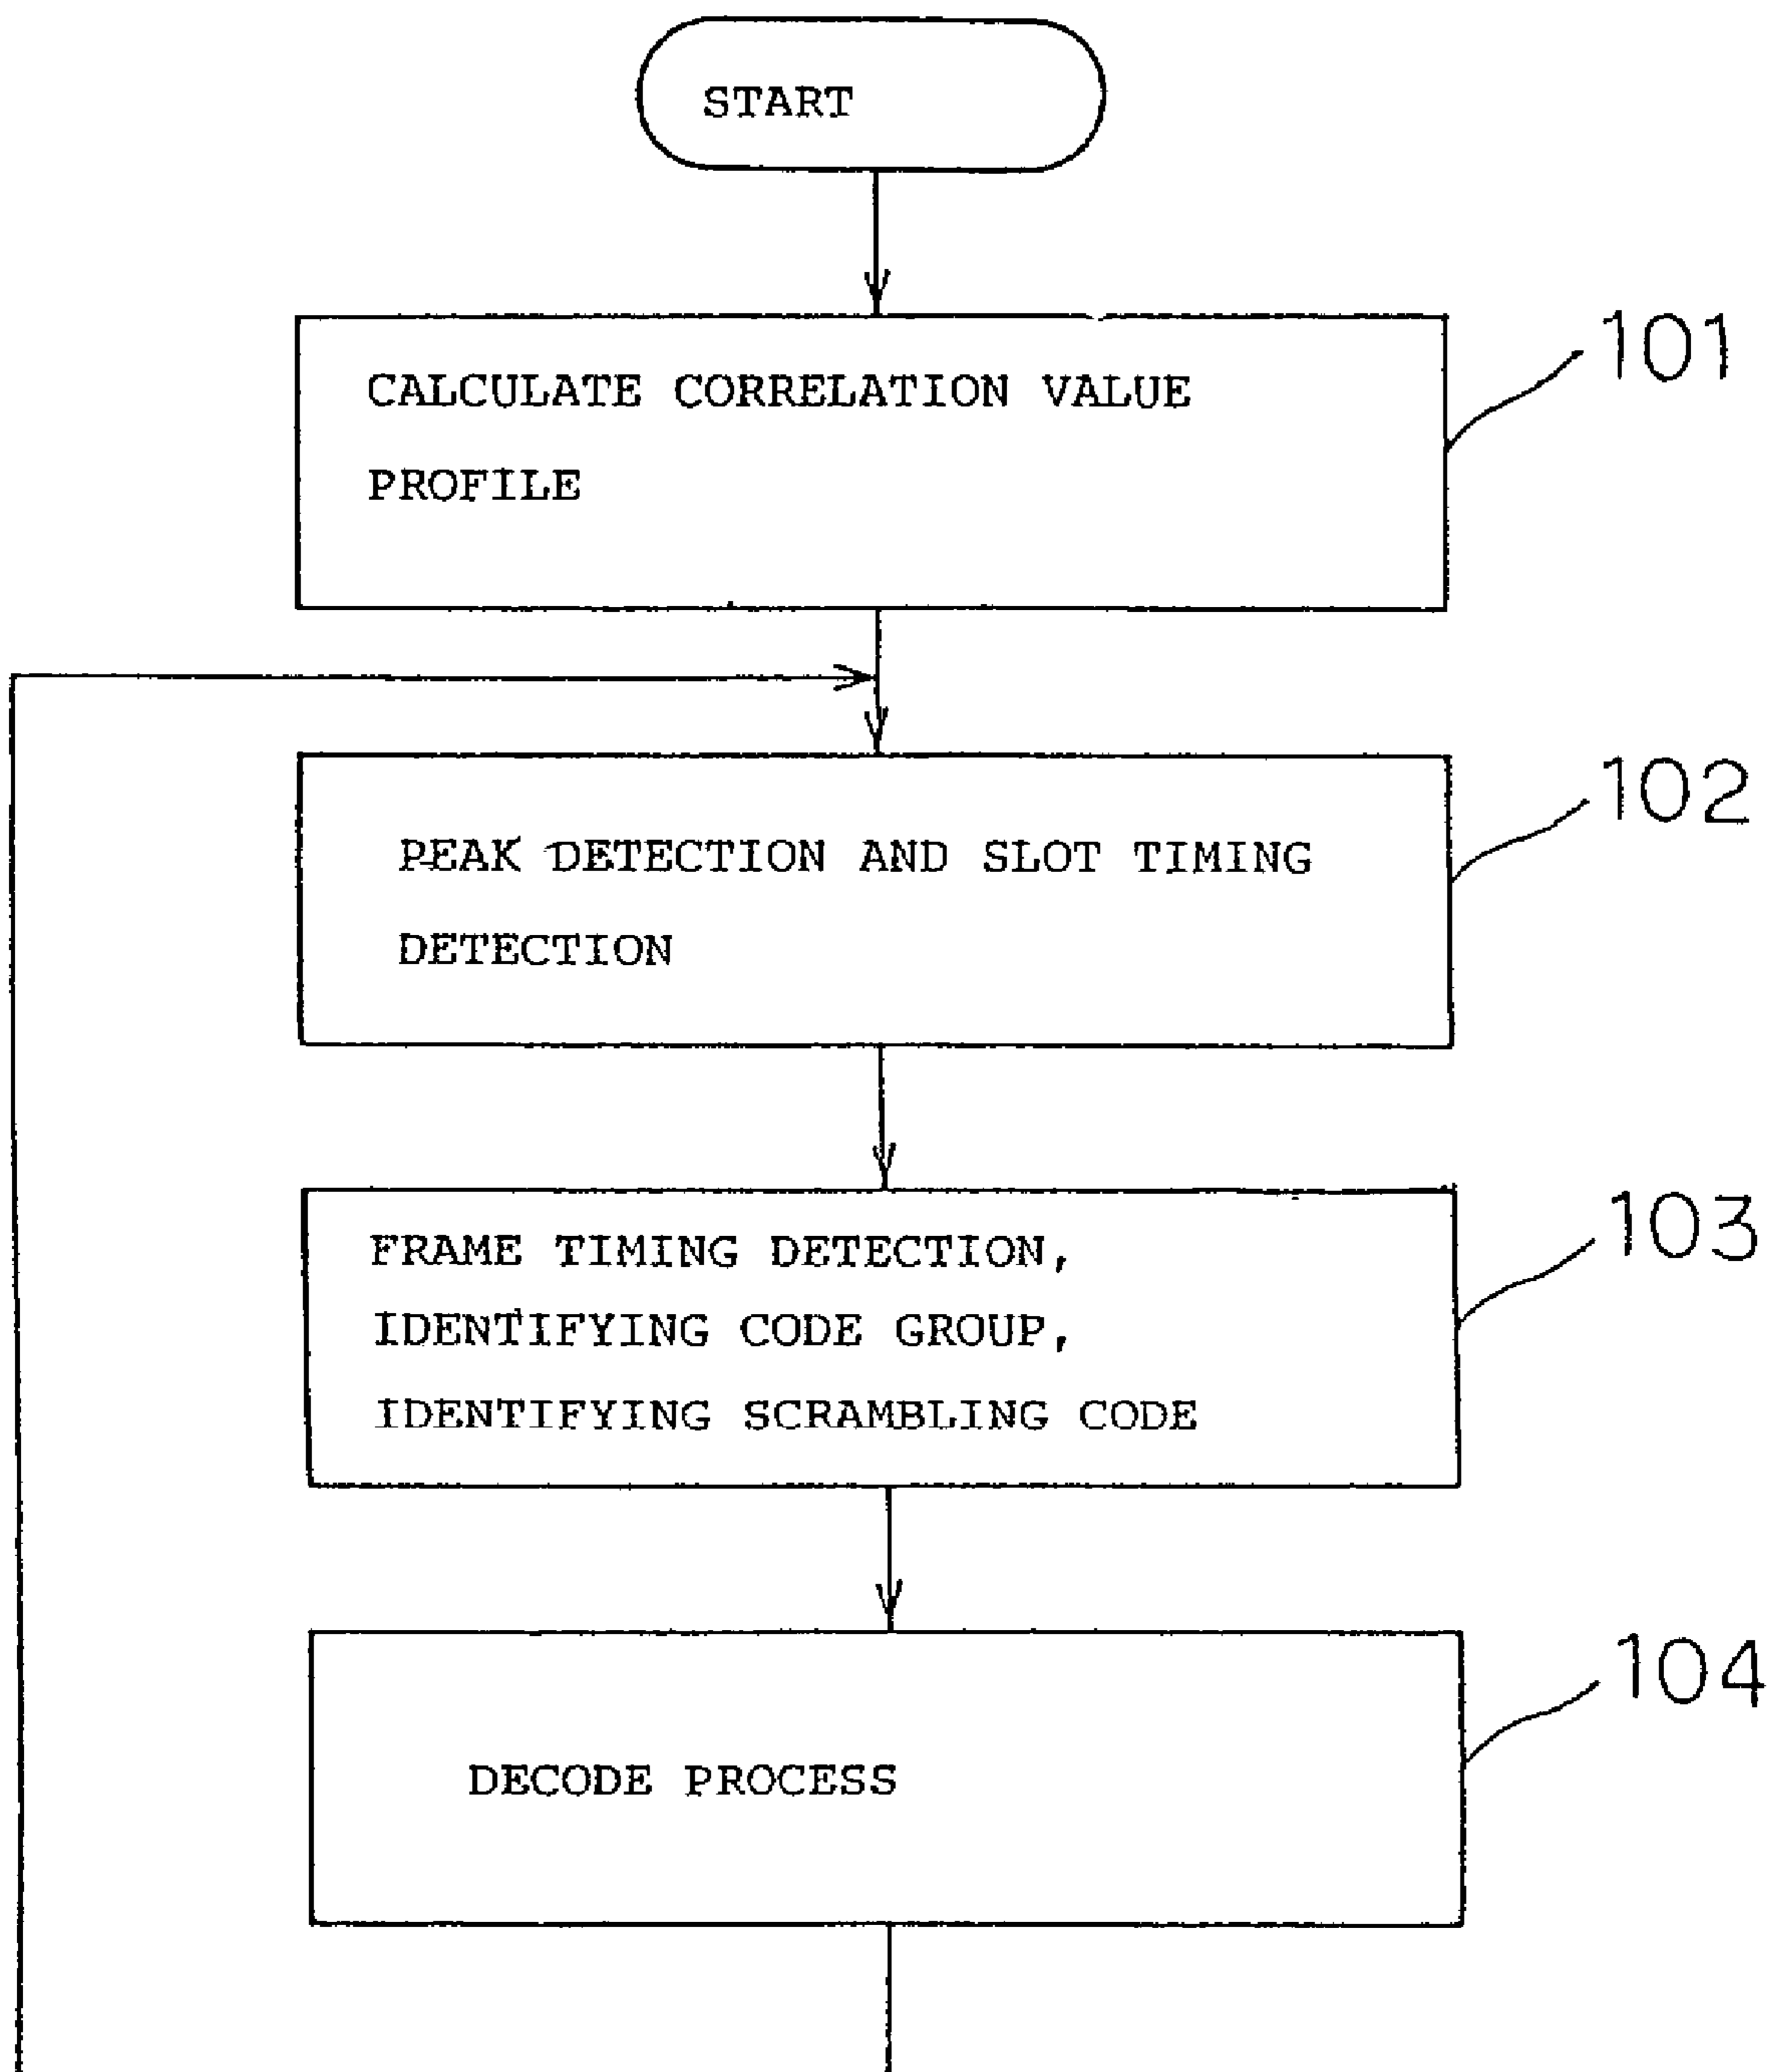 START
101
CALCULATE CORRELATION VALUE
PROFILE
102
PEAK DETECTION AND SLOT TIMING
DETECTION
103
FRAME TIMING DETECTION,
IDENTIFYING CODE GROUP,
IDENTIFYING SCRAMBLING CODE
104
DECODE PROCESS